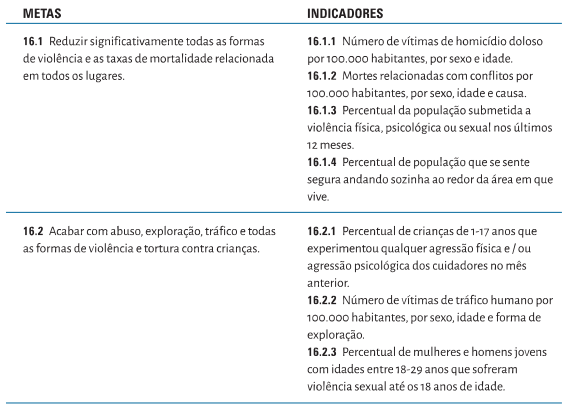 METAS
INDICADORES
16.1 Reduzir significativamente todas as formas
de violência e as taxas de mortalidade relacionada
em todos os lugares.
16.1.1 Número de vítimas de homicídio doloso
por 100.000 habitantes, por sexo e idade.
16.1.2 Mortes relacionadas com conflitos por
100.000 habitantes, por sexo, idade e causa.
16.1.3 Percentual da população submetida a
violência física, psicológica ou sexual nos últimos
12 meses.
16.1.4 Percentual de população que se sente
segura andando sozinha ao redor da área em que
vive.
16.2 Acabar com abuso, exploração, tráfico e todas
as formas de violência e tortura contra crianças.
16.2.1 Percentual de crianças de 1-17 anos que
experimentou qualquer agressão física e / ou
agressão psicológica dos cuidadores no mês
anterior.
16.2.2 Número de vítimas de tráfico humano por
100.000 habitantes, por sexo, idade e forma de
exploração.
16.2.3 Percentual de mulheres e homens jovens
com idades entre 18-29 anos que sofreram
violência sexual até os 18 anos de idade.